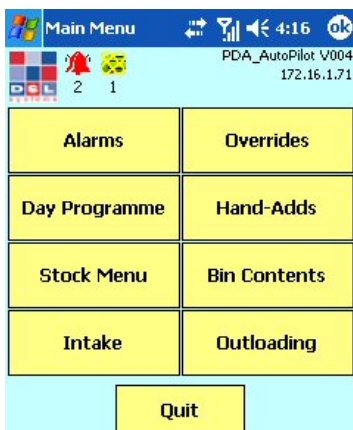 Main Menu 4:16 ok
PDA_AutoPilot V004
172.16.1.71
DGL
2 1
Alarms Overrides
Day Programme Hand-Adds
Stock Menu Bin Contents
Intake Outloading
Quit